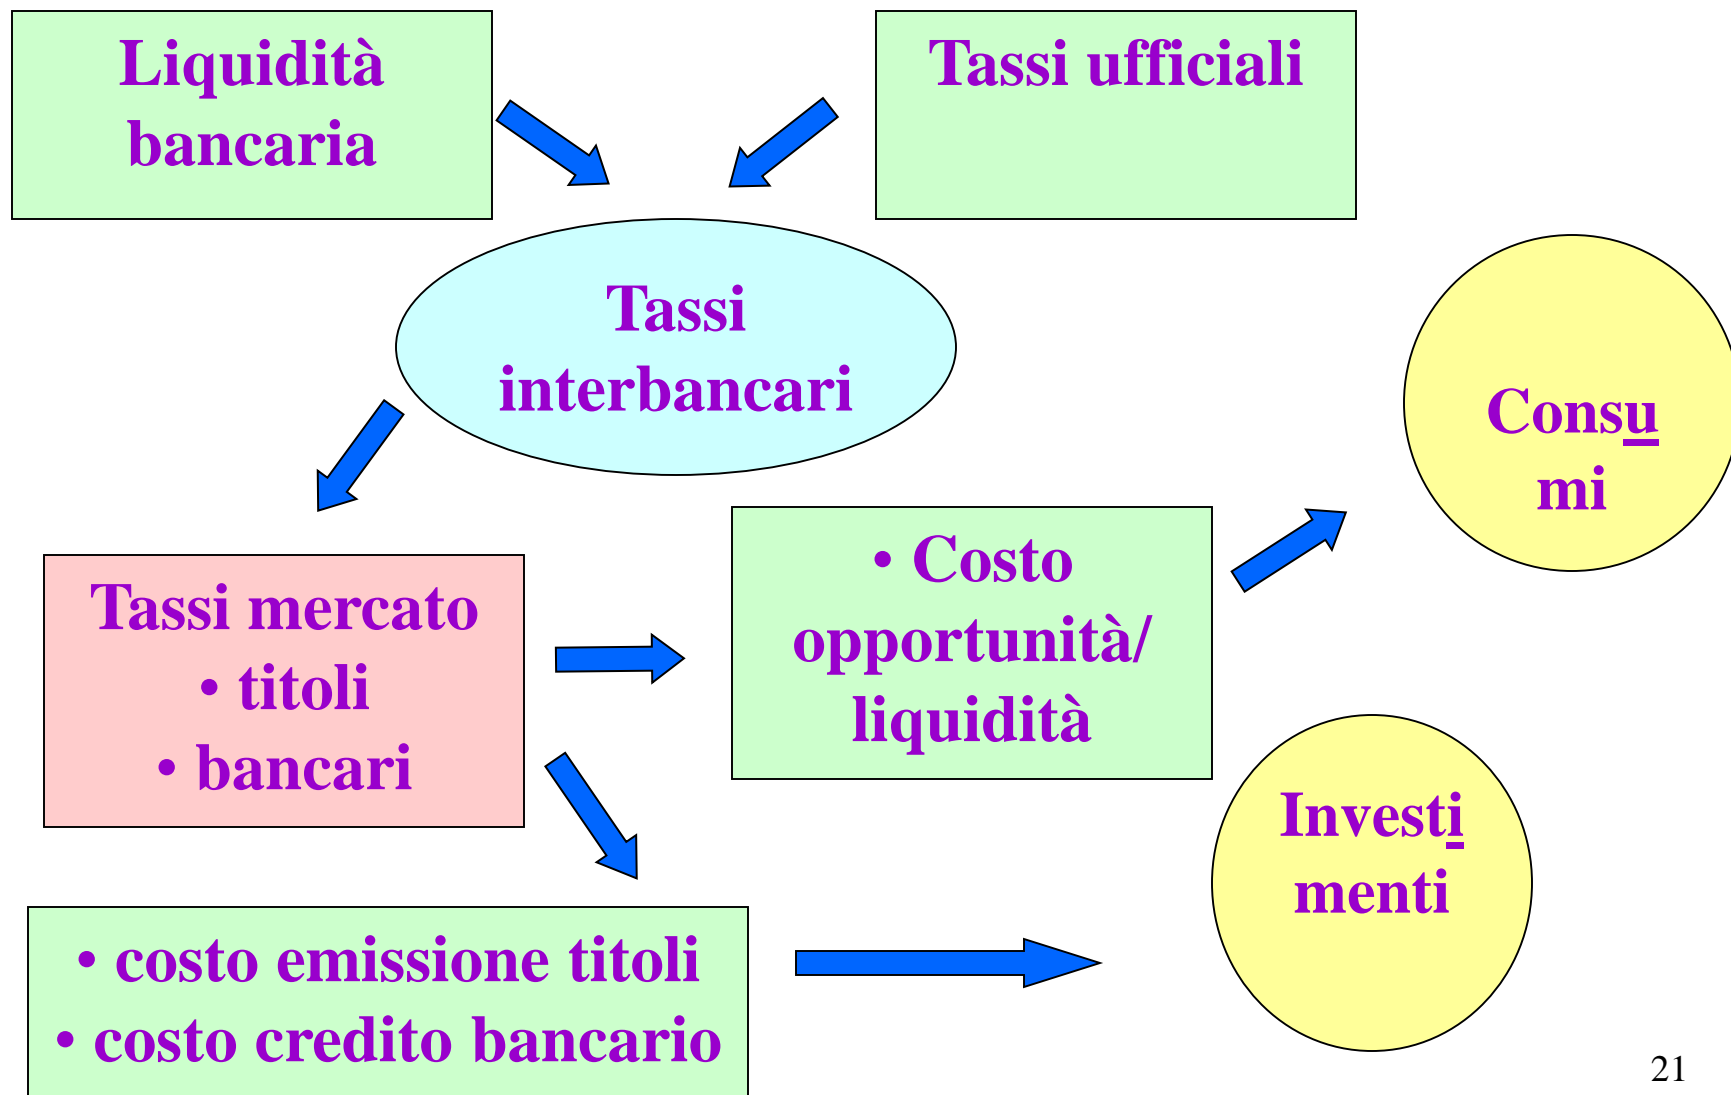 Liquidità
bancaria
Tassi ufficiali
Tassi
interbancari
Consu
mi
• Costo
opportunità/
liquidità
Tassi mercato
• titoli
• bancari
Investi
menti
• costo emissione titoli
• costo credito bancario
21